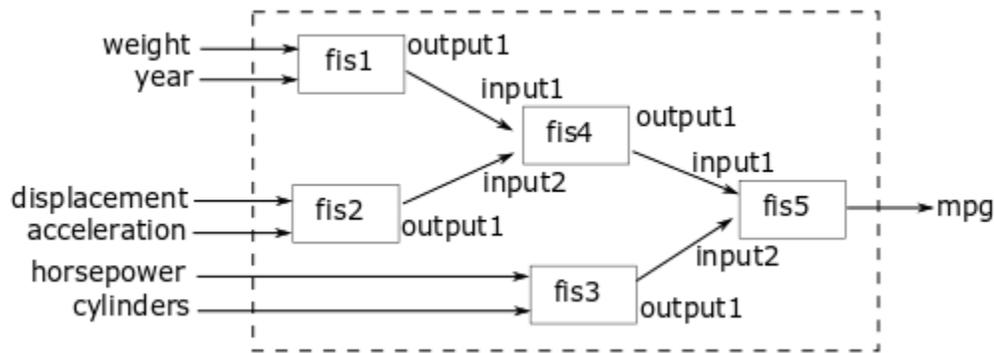 weight
year
fis1
output1
input1
fis4
output1
input1
displacement
acceleration
fis2
output1
input2
fis5
mpg
horsepower
cylinders
fis3
output1
input2